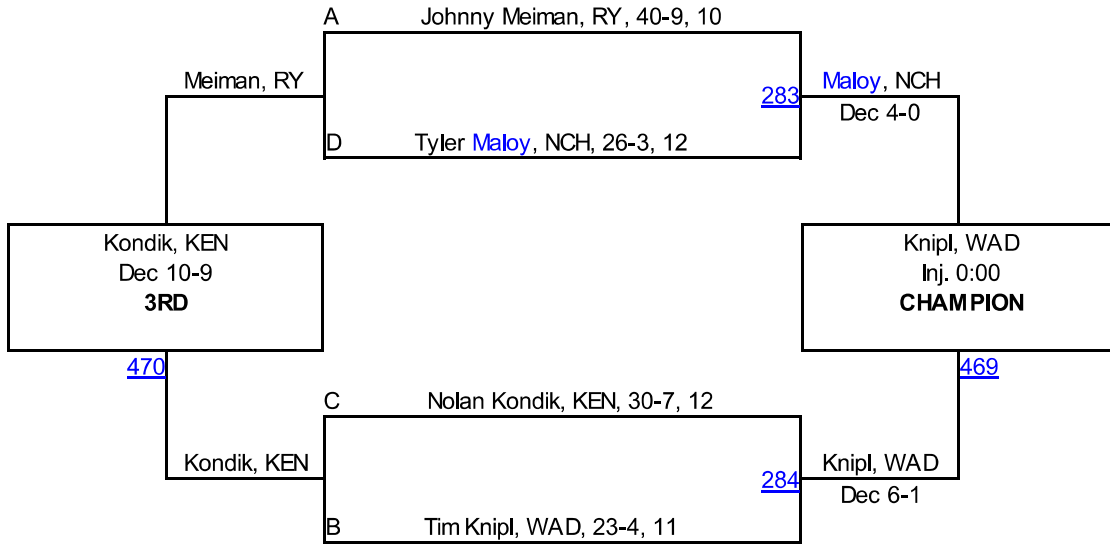 A Johnny Meiman, RY, 40-9, 10
Meiman, RY
283
Maloy, NCH
Dec 4-0
D Tyler Maloy, NCH, 26-3, 12
Kondik, KEN
Dec 10-9
3RD
Knipl, WAD
Inj. 0:00
CHAMPION
470
469
C Nolan Kondik, KEN, 30-7, 12
Kondik, KEN
284
Knipl, WAD
Dec 6-1
B Tim Knipl, WAD, 23-4, 11